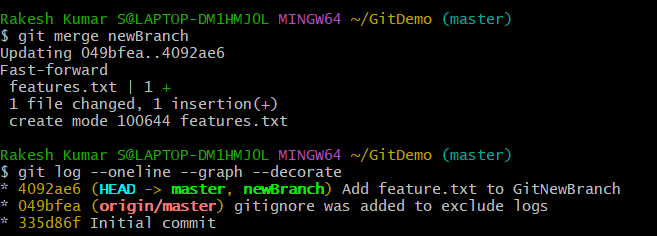 Rakesh Kumar S@LAPTOP-DM1HMJ0L MINGW64 ~/GitDemo (master)
$ git merge newBranch
Updating 049bfea..4092ae6
Fast-forward
 features.txt | 1 +
 1 file changed, 1 insertion(+)
 create mode 100644 features.txt

Rakesh Kumar S@LAPTOP-DM1HMJ0L MINGW64 ~/GitDemo (master)
$ git log --oneline --graph --decorate
* 4092ae6 (HEAD -> master, newBranch) Add feature.txt to GitNewBranch
* 049bfea (origin/master) gitignore was added to exclude logs
* 335d86f Initial commit